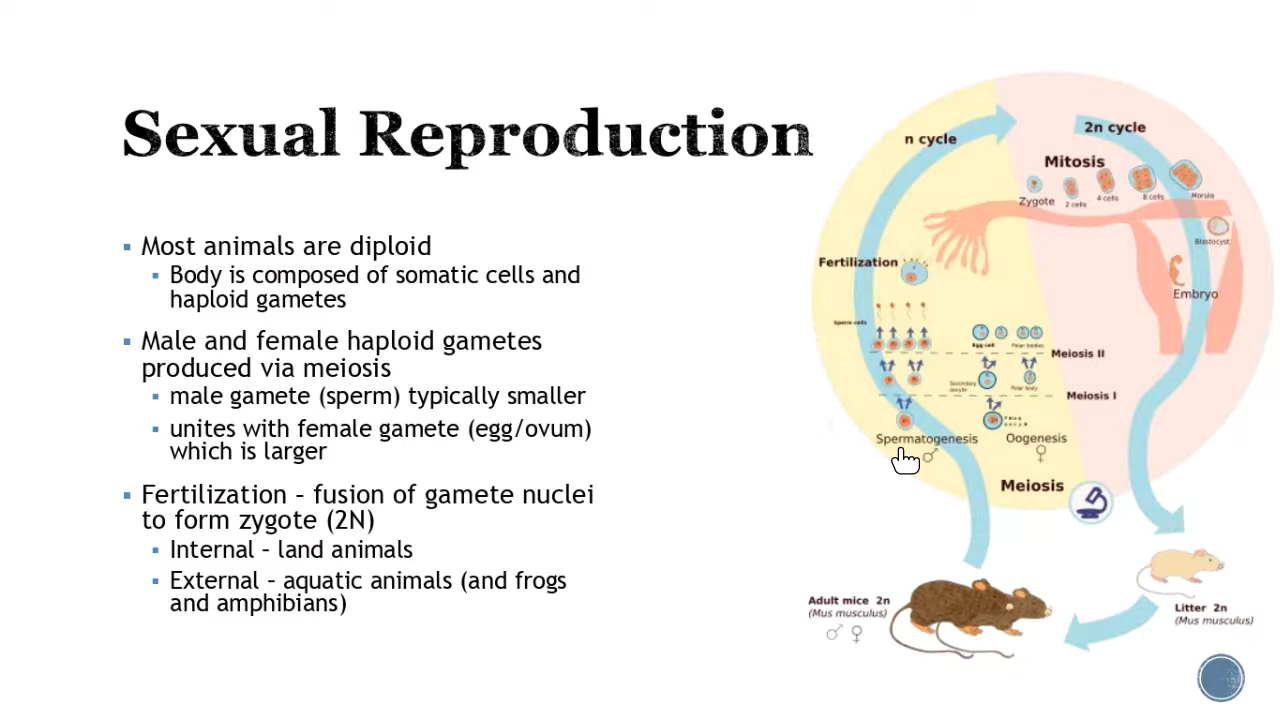 Sexual Reproduction
▪ Most animals are diploid
▪ Body is composed of somatic cells and
haploid gametes
▪ Male and female haploid gametes
produced via meiosis
▪ male gamete (sperm) typically smaller
▪ unites with female gamete (egg/ovum)
which is larger
▪ Fertilization – fusion of gamete nuclei
to form zygote (2N)
▪ Internal – land animals
▪ External – aquatic animals (and frogs
and amphibians)
n cycle
2n cycle
Mitosis
Zygote
2 cells
4 cells
8 cells
Morula
Blastocyst
Embryo
Fertilization
Sperm cells
Egg cell
Polar bodies
Meiosis II
Secondary
oocyte
Polar body
Meiosis I
Spermatogenesis
Oogenesis
♂
♀
Meiosis
Adult mice 2n
(Mus musculus)
♂ ♀
Litter 2n
(Mus musculus)